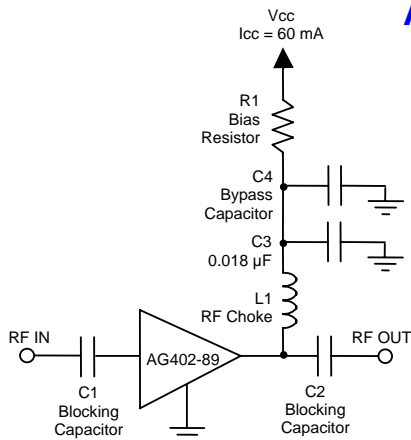 A
Vcc
Icc = 60 mA
R1
Bias
Resistor
C4
Bypass
Capacitor
C3
0.018 µF
L1
RF Choke
RF IN
AG402-89
RF OUT
C1
Blocking
Capacitor
C2
Blocking
Capacitor